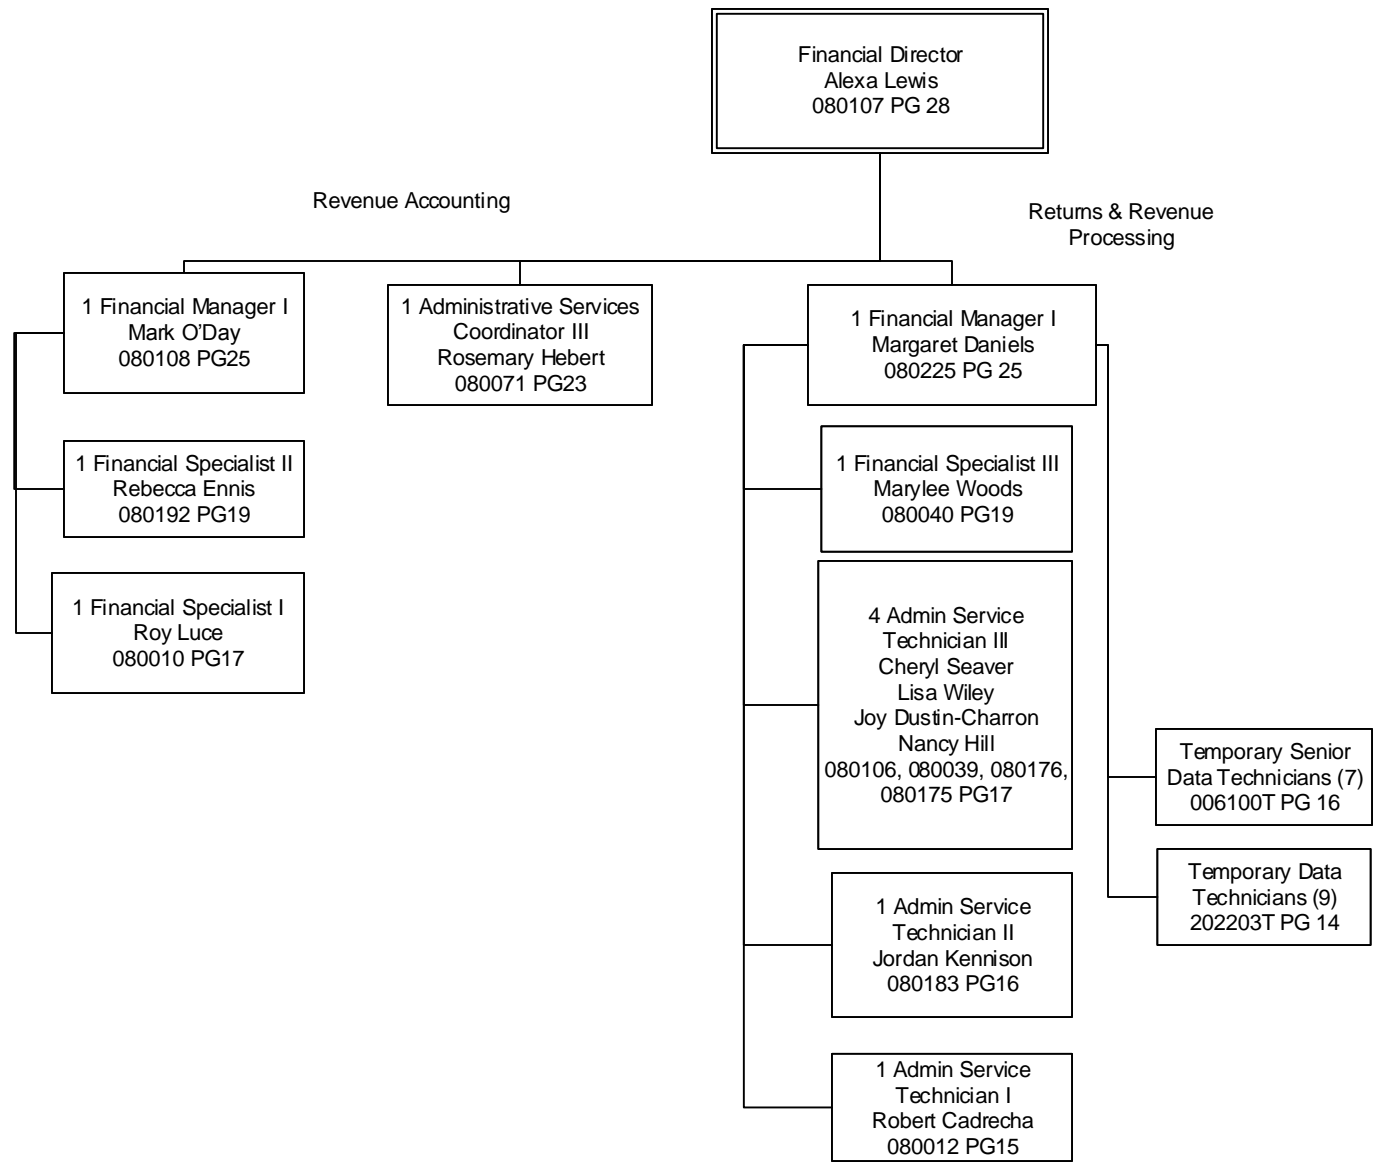 Financial Director
Alexa Lewis
080107 PG 28
Revenue Accounting
Returns & Revenue
Processing
1 Financial Manager I
Mark O'Day
080108 PG25
1 Administrative Services
Coordinator III
Rosemary Hebert
080071 PG23
1 Financial Manager I
Margaret Daniels
080225 PG 25
1 Financial Specialist II
Rebecca Ennis
080192 PG19
1 Financial Specialist I
Roy Luce
080010 PG17
1 Financial Specialist III
Marylee Woods
080040 PG19
4 Admin Service
Technician III
Cheryl Seaver
Lisa Wiley
Joy Dustin-Charron
Nancy Hill
080106, 080039, 080176,
080175 PG17
1 Admin Service
Technician II
Jordan Kennison
080183 PG16
1 Admin Service
Technician I
Robert Cadrecha
080012 PG15
Temporary Senior
Data Technicians (7)
006100T PG 16
Temporary Data
Technicians (9)
202203T PG 14